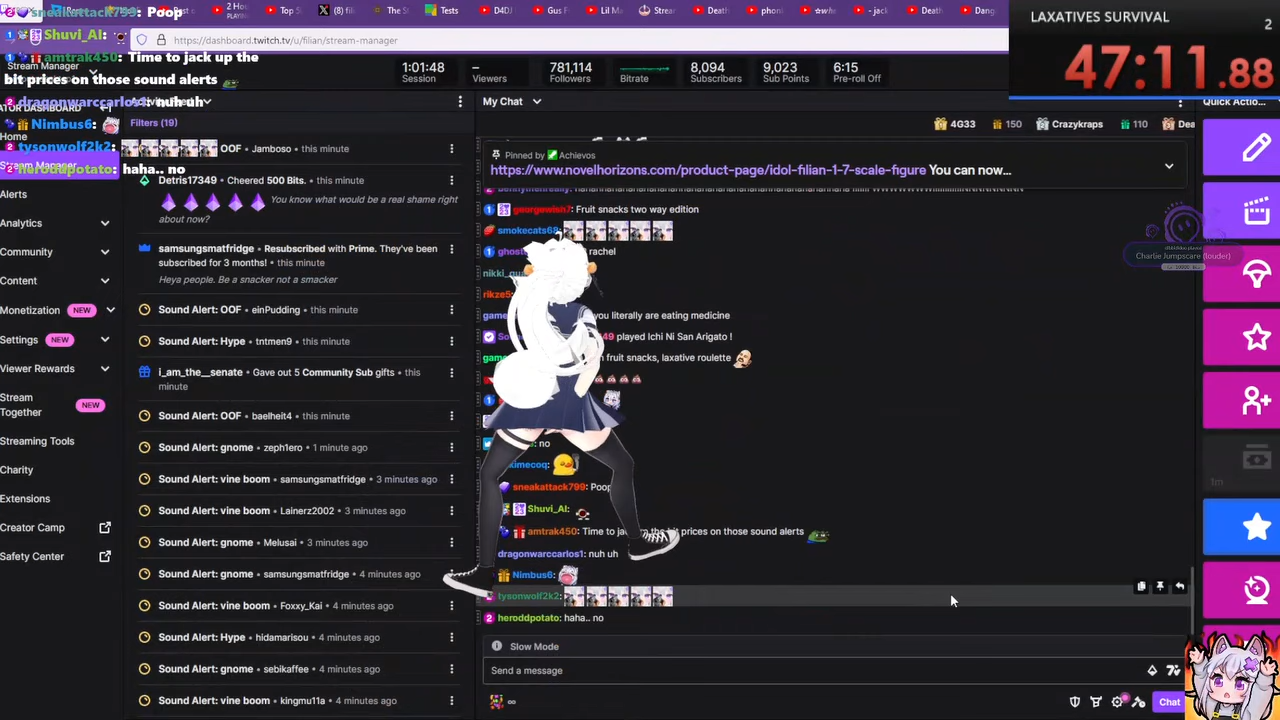 sneakattack799: Poop
Shuvi_AI:
amtrak450: Time to jack up the
bit prices on those sound alerts
dragonwarccarlos1: nuh uh
Nimbus6:
tysonwolf2k2:
heroddpotato: haha.. no
https://dashboard.twitch.tv/u/filian/stream-manager
Stream Manager
LAXATIVES SURVIVAL
2
47:11.88
1:01:48
Session
–
Viewers
781,114
Followers
Bitrate
8,094
Subscribers
9,023
Sub Points
6:15
Pre-roll Off
Home
Stream Manager
Alerts
Analytics
Community
Content
Monetization NEW
Settings NEW
Viewer Rewards
Stream Together NEW
Streaming Tools
Charity
Extensions
Creator Camp
Safety Center
Filters (19)
OOF • Jamboso • this minute
Detris17349 • Cheered 500 Bits. • this minute
You know what would be a real shame right
about now?
samsungsmatfridge • Resubscribed with Prime. They've been
subscribed for 3 months! • this minute
Heya people. Be a snacker not a smacker
Sound Alert: OOF • einPudding • this minute
Sound Alert: Hype • tntmen9 • this minute
i_am_the__senate • Gave out 5 Community Sub gifts • this
minute
Sound Alert: OOF • baelheit4 • this minute
Sound Alert: gnome • zeph1ero • 1 minute ago
Sound Alert: vine boom • samsungsmatfridge • 3 minutes ago
Sound Alert: vine boom • Lainerz2002 • 3 minutes ago
Sound Alert: gnome • Melusai • 3 minutes ago
Sound Alert: gnome • samsungsmatfridge • 4 minutes ago
Sound Alert: vine boom • Foxxy_Kai • 4 minutes ago
Sound Alert: Hype • hidamarisou • 4 minutes ago
Sound Alert: gnome • sebikaffee • 4 minutes ago
Sound Alert: vine boom • kingmu11a • 4 minutes ago
My Chat
4G33 150 Crazykraps 110 Dea
Pinned by Achievos
https://www.novelhorizons.com/product-page/idol-filian-1-7-scale-figure You can now...
georgewish7: Fruit snacks two way edition
smokecats68:
rachel
you literally are eating medicine
played Ichi Ni San Arigato !
fruit snacks, laxative roulette
no
sneakattack799: Poop
Shuvi_AI:
amtrak450: Time to jack up the bit prices on those sound alerts
dragonwarccarlos1: nuh uh
Nimbus6:
tysonwolf2k2:
heroddpotato: haha.. no
Slow Mode
Send a message
Chat
Quick Actio...
Charlie Jumpscare (louder)
1m